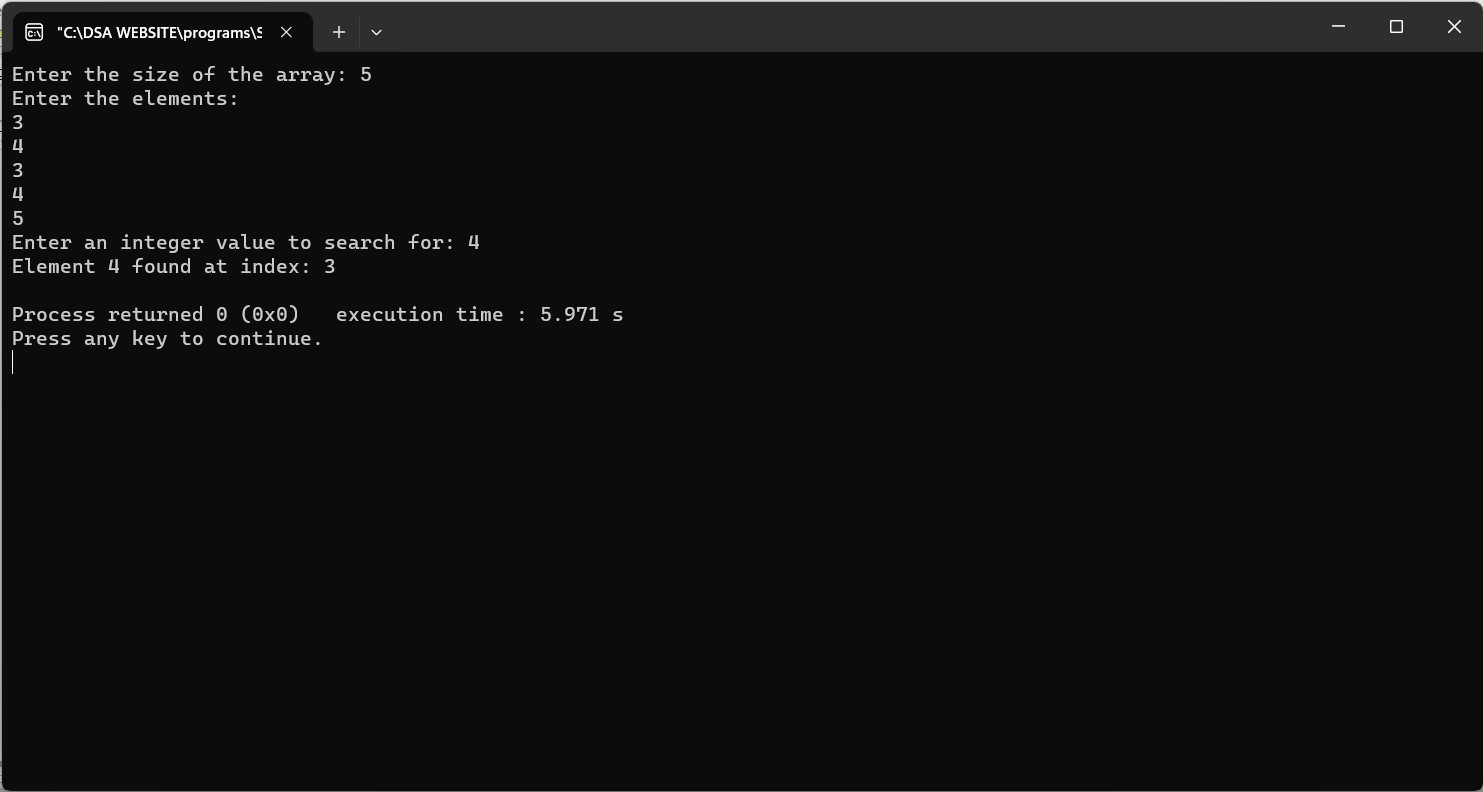 "C:\DSA WEBSITE\programs\S
Enter the size of the array: 5
Enter the elements:
3
4
3
4
5
Enter an integer value to search for: 4
Element 4 found at index: 3

Process returned 0 (0x0)   execution time : 5.971 s
Press any key to continue.